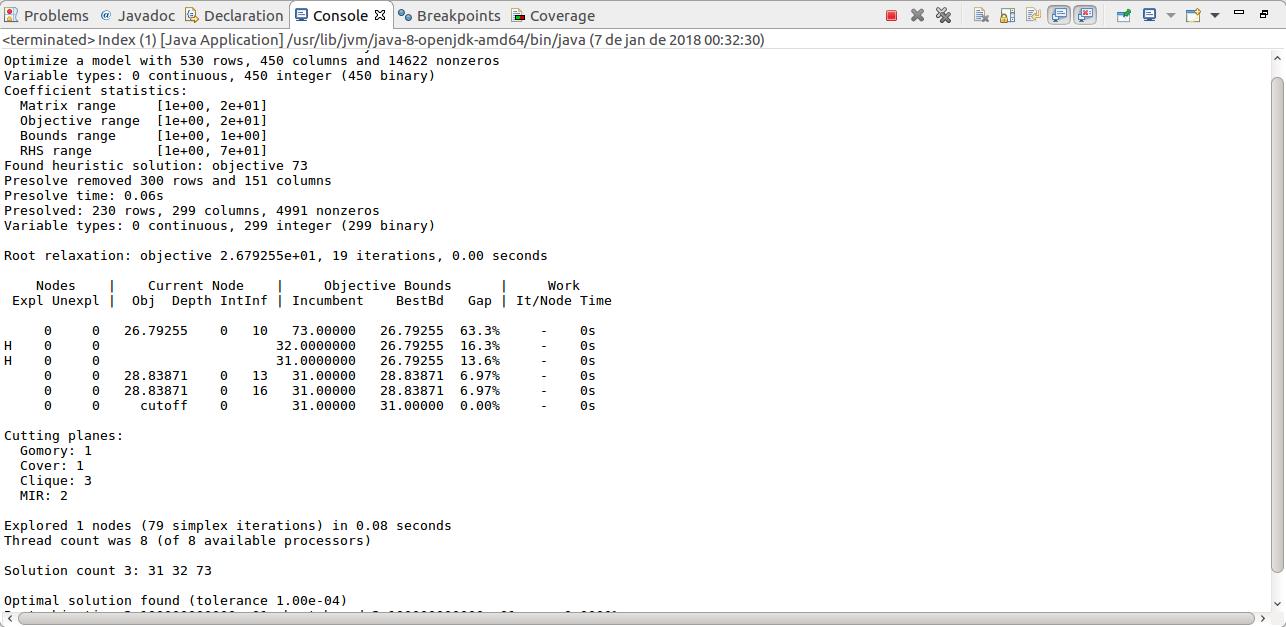 Problems @ Javadoc Declaration Console Breakpoints Coverage
<terminated> Index (1) [Java Application] /usr/lib/jvm/java-8-openjdk-amd64/bin/java (7 de jan de 2018 00:32:30)
Optimize a model with 530 rows, 450 columns and 14622 nonzeros
Variable types: 0 continuous, 450 integer (450 binary)
Coefficient statistics:
  Matrix range     [1e+00, 2e+01]
  Objective range  [1e+00, 2e+01]
  Bounds range     [1e+00, 1e+00]
  RHS range        [1e+00, 7e+01]
Found heuristic solution: objective 73
Presolve removed 300 rows and 151 columns
Presolve time: 0.06s
Presolved: 230 rows, 299 columns, 4991 nonzeros
Variable types: 0 continuous, 299 integer (299 binary)
Root relaxation: objective 2.679255e+01, 19 iterations, 0.00 seconds
    Nodes    |    Current Node    |     Objective Bounds      |     Work
 Expl Unexpl |  Obj  Depth IntInf | Incumbent    BestBd   Gap | It/Node Time
     0     0   26.79255    0   10   73.00000   26.79255  63.3%     -    0s
H    0     0                      32.0000000   26.79255  16.3%     -    0s
H    0     0                      31.0000000   26.79255  13.6%     -    0s
     0     0   28.83871    0   13   31.00000   28.83871  6.97%     -    0s
     0     0   28.83871    0   16   31.00000   28.83871  6.97%     -    0s
     0     0     cutoff    0        31.00000   31.00000  0.00%     -    0s
Cutting planes:
  Gomory: 1
  Cover: 1
  Clique: 3
  MIR: 2
Explored 1 nodes (79 simplex iterations) in 0.08 seconds
Thread count was 8 (of 8 available processors)
Solution count 3: 31 32 73
Optimal solution found (tolerance 1.00e-04)